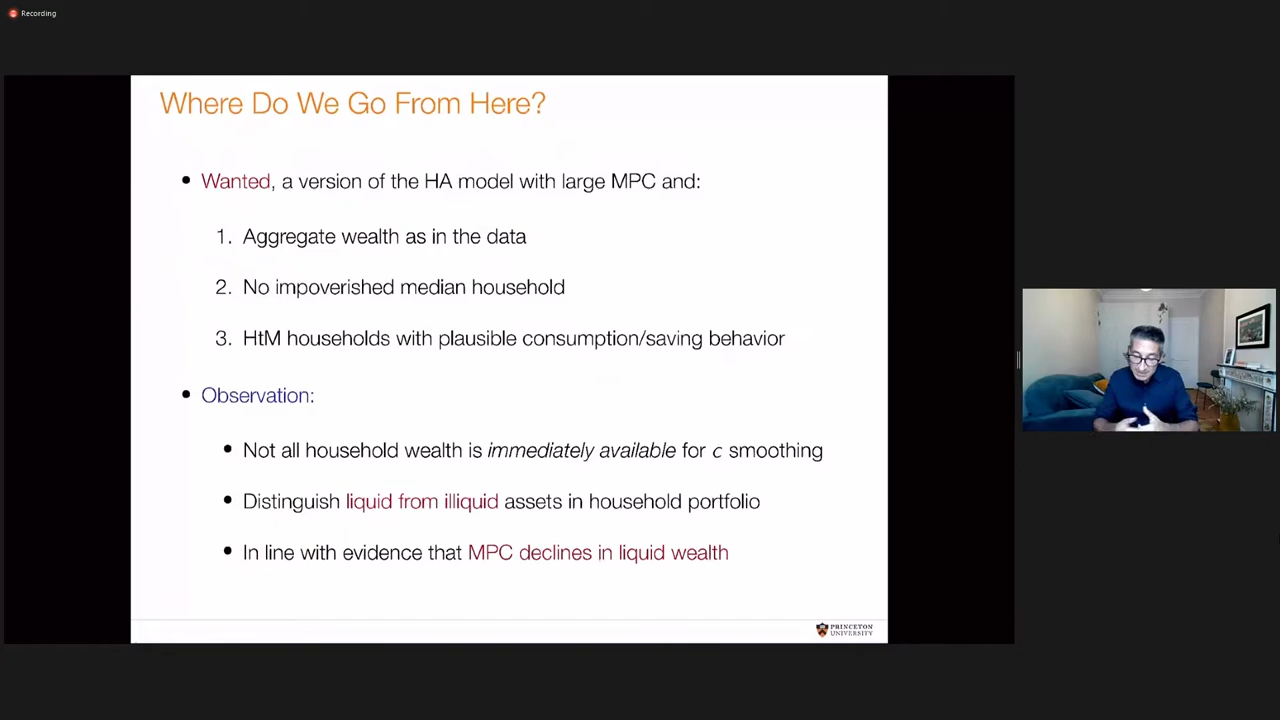 Recording
Where Do We Go From Here?
• Wanted, a version of the HA model with large MPC and:
1. Aggregate wealth as in the data
2. No impoverished median household
3. HtM households with plausible consumption/saving behavior
• Observation:
• Not all household wealth is immediately available for c smoothing
• Distinguish liquid from illiquid assets in household portfolio
• In line with evidence that MPC declines in liquid wealth
PRINCETON
UNIVERSITY